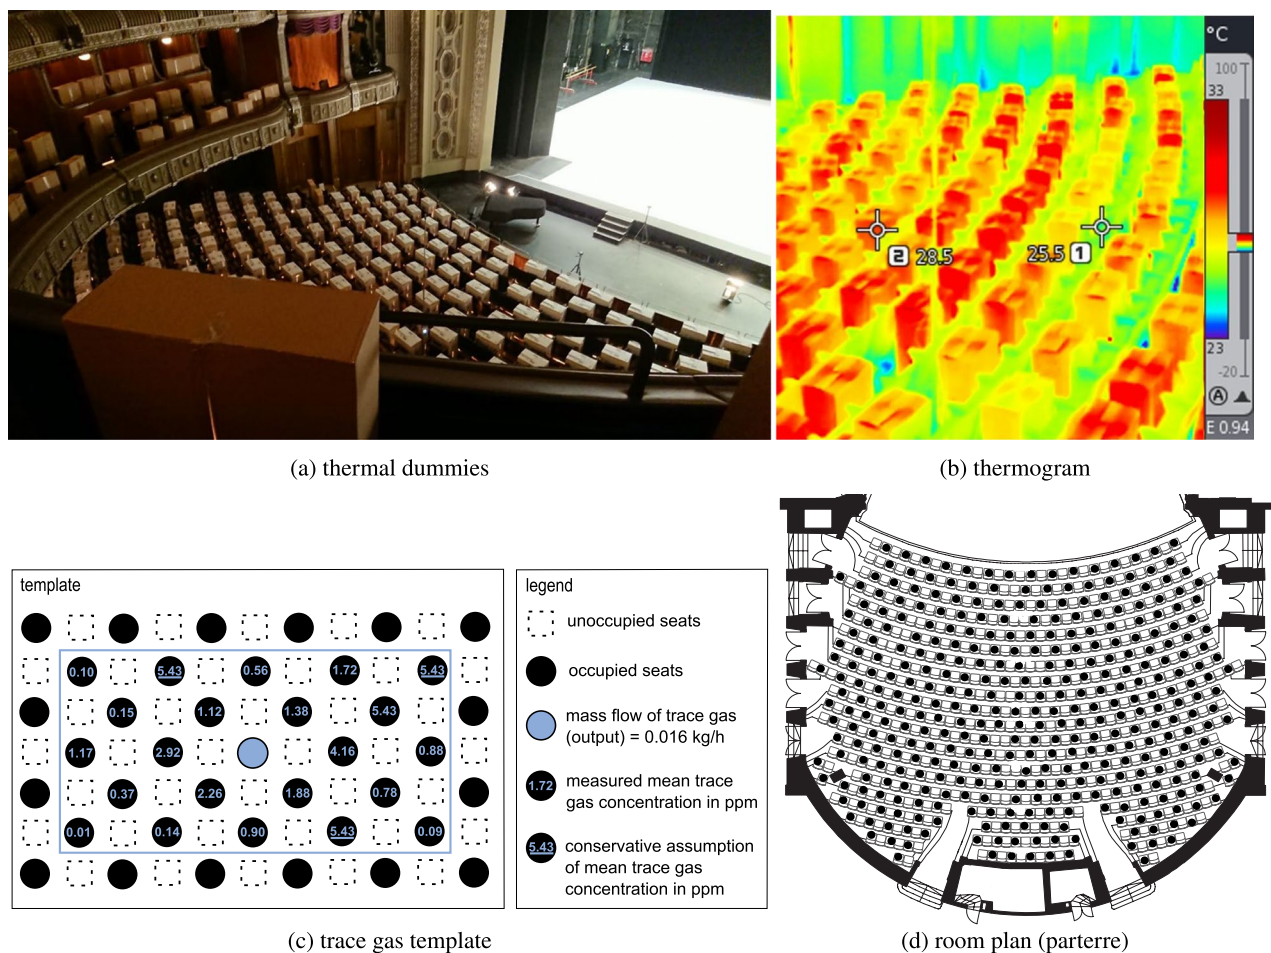 °C
100
33
2 28.5
25.5 1
23
-20
A
E 0.94
(a) thermal dummies
(b) thermogram
template
0.10 5.43 0.56 1.72 5.43
0.15 1.12 1.38 5.43
1.17 2.92 4.16 0.88
0.37 2.26 1.88 0.78
0.01 0.14 0.90 5.43 0.09
legend
unoccupied seats
occupied seats
mass flow of trace gas
(output) = 0.016 kg/h
1.72
measured mean trace
gas concentration in ppm
5.43
conservative assumption
of mean trace gas
concentration in ppm
(c) trace gas template
(d) room plan (parterre)